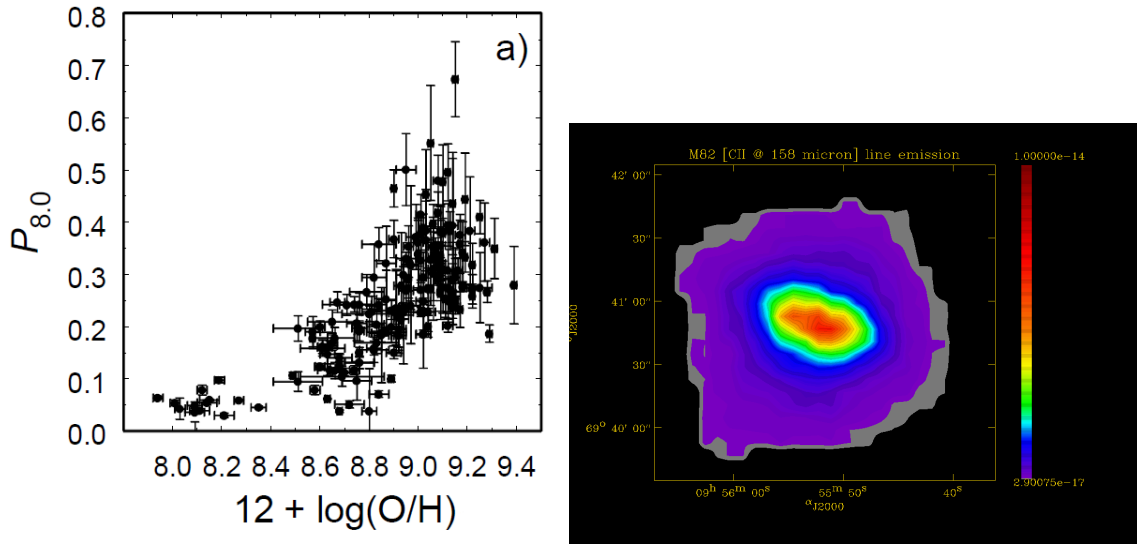 a)
0.8
0.7
0.6
0.5
0.4
0.3
0.2
0.1
0.0
P8.0
8.0 8.2 8.4 8.6 8.8 9.0 9.2 9.4
12 + log(O/H)
M82 [CII @ 158 micron] line emission
1.00000e-14
42' 00"
30"
41' 00"
30"
69° 40' 00"
J2000
2.90075e-17
09h 56m 00s 55m 50s 40s
αJ2000